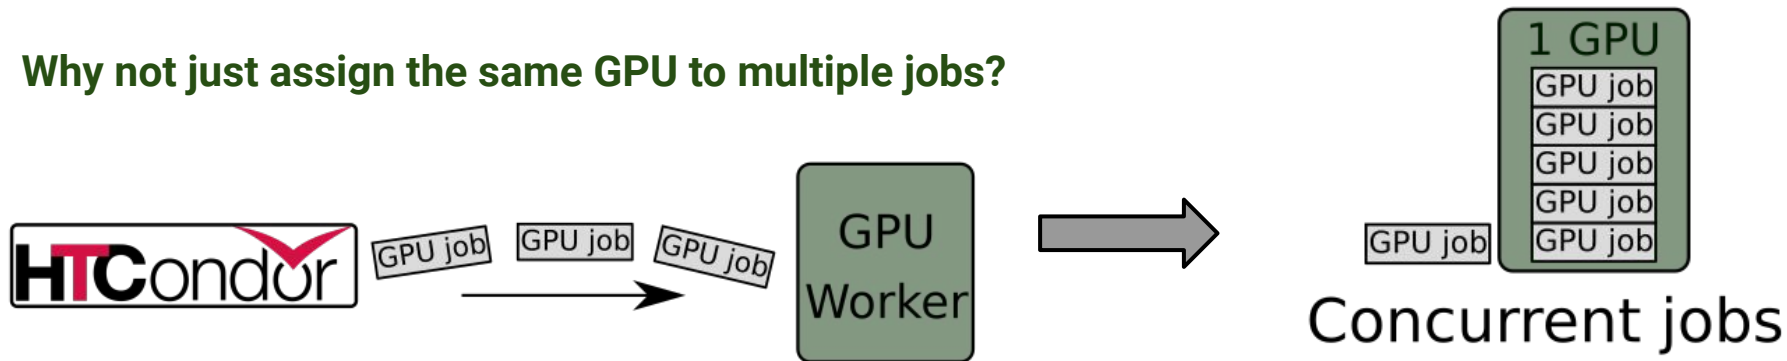 Why not just assign the same GPU to multiple jobs?
HTCondor
GPU job
GPU job
GPU job
GPU
Worker
1 GPU
GPU job
GPU job
GPU job
GPU job
GPU job
GPU job
Concurrent jobs